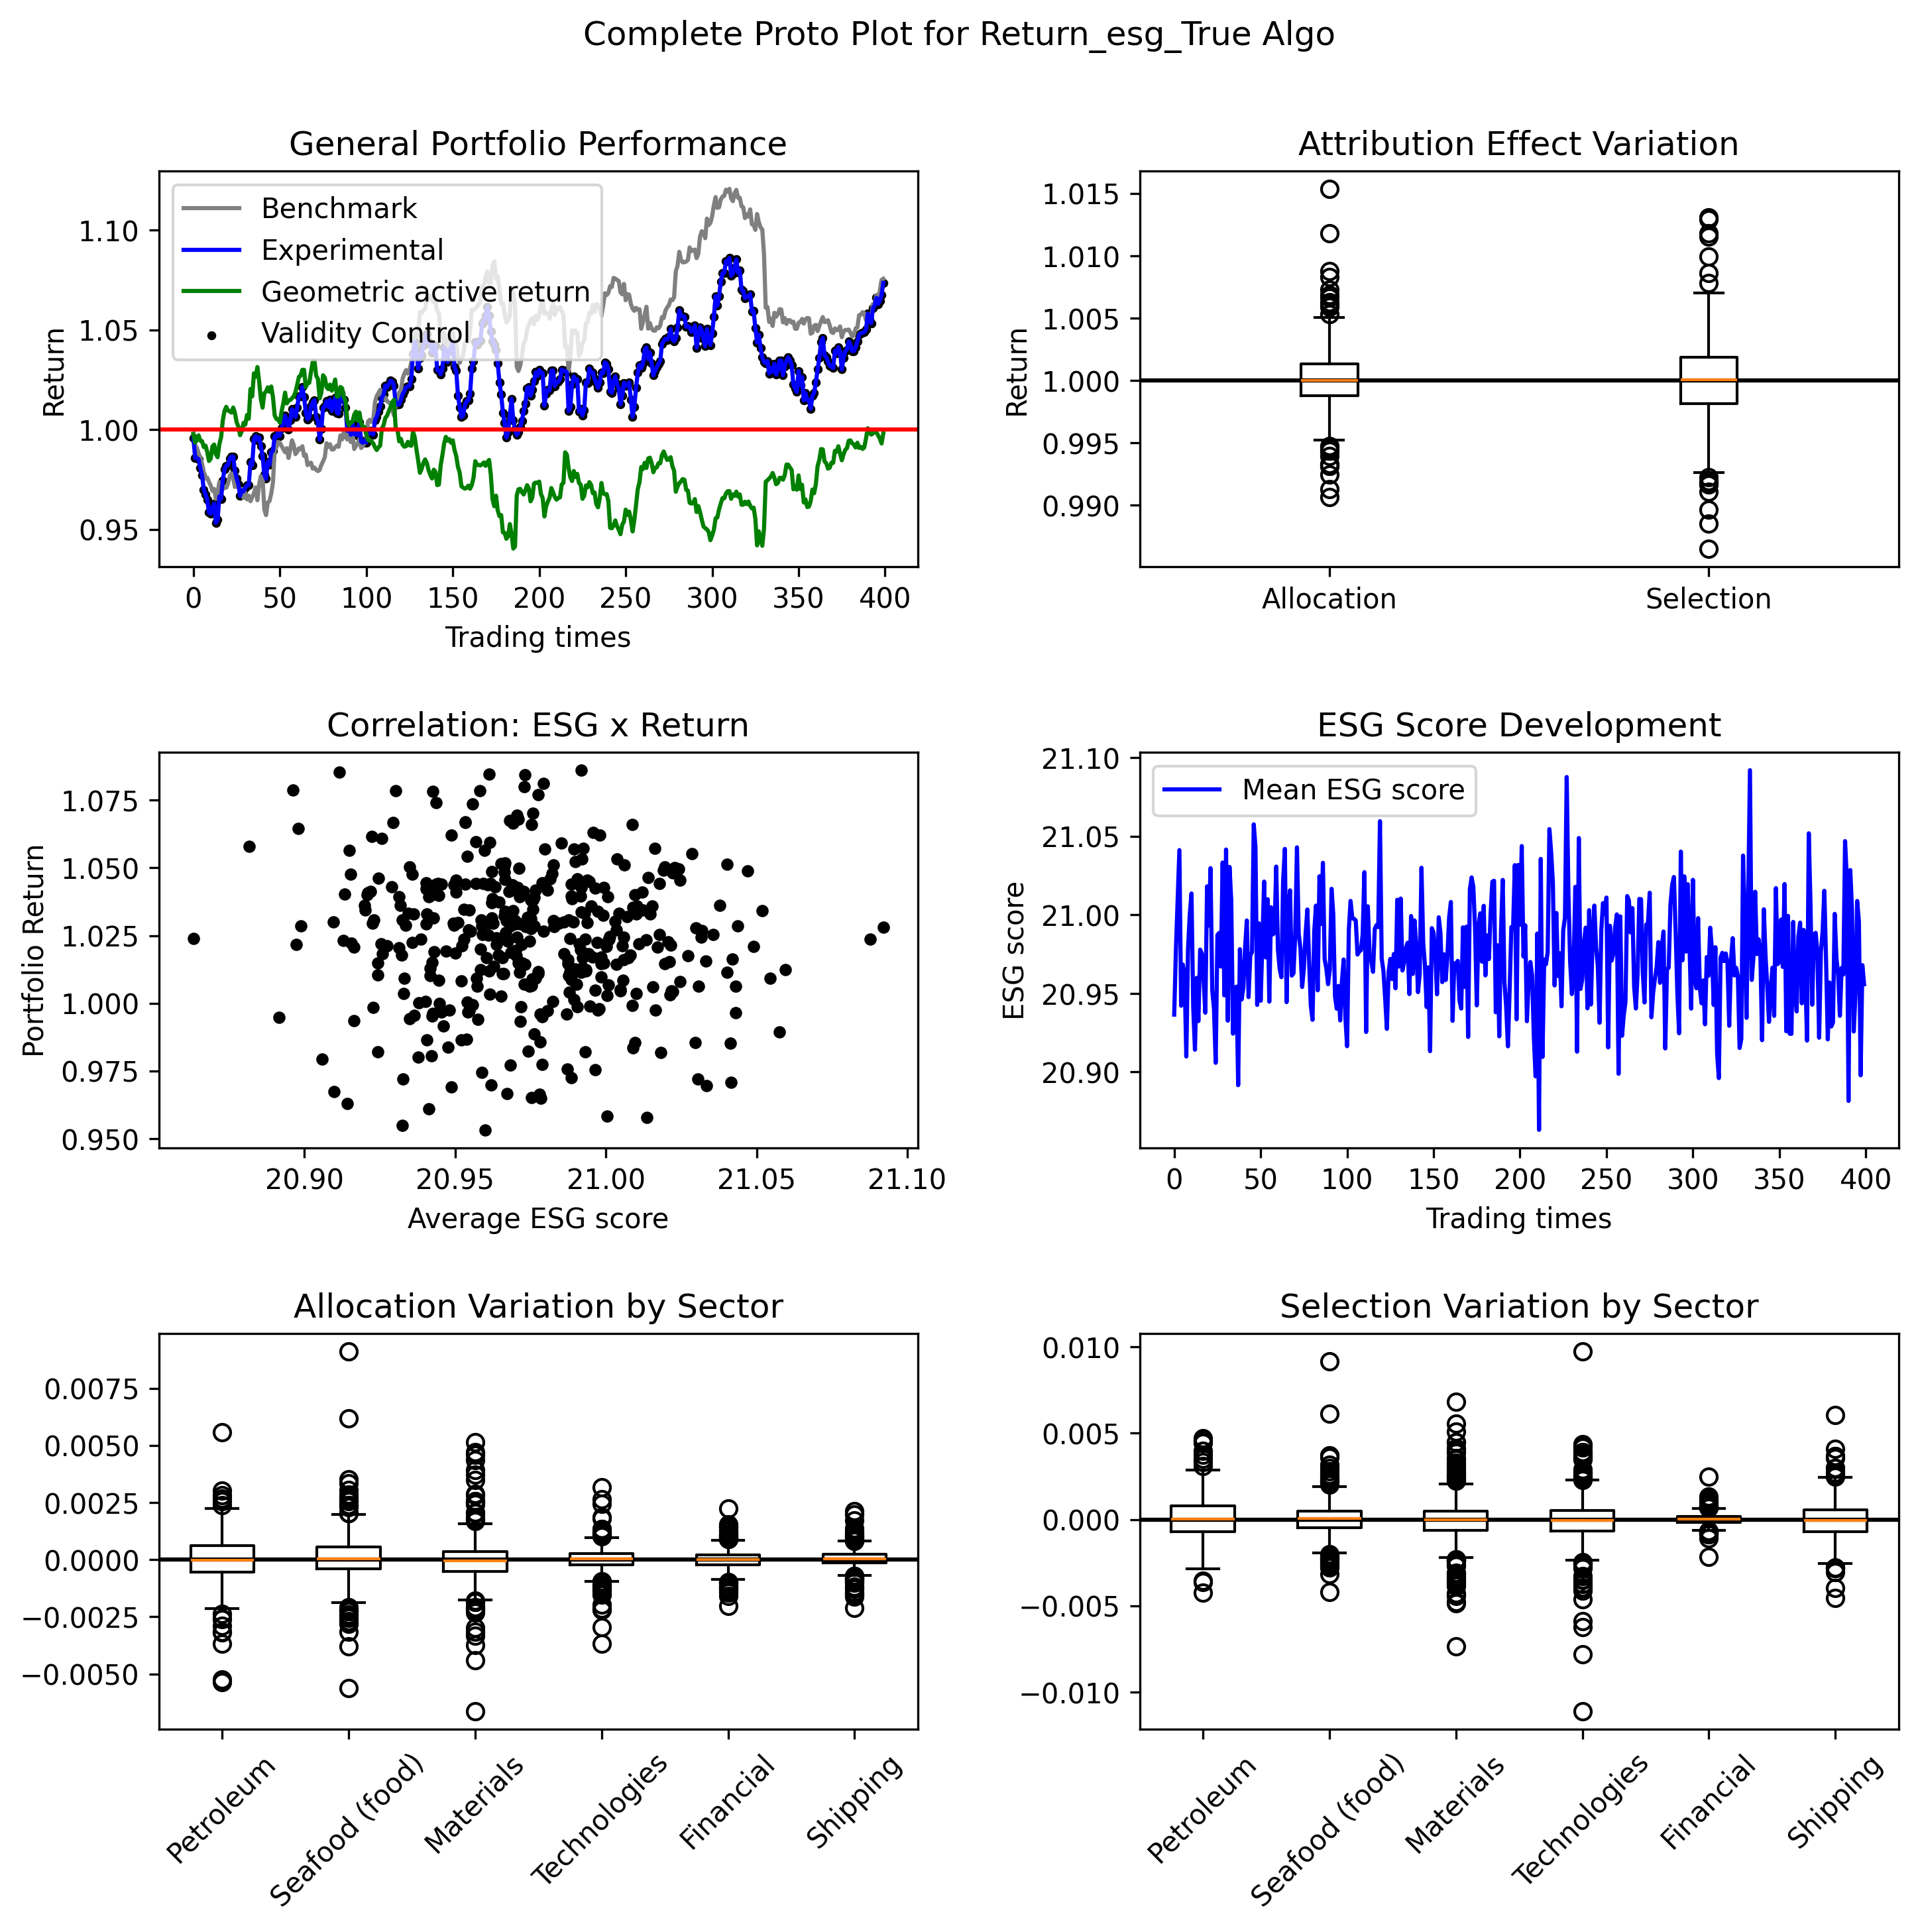 Complete Proto Plot for Return_esg_True Algo
General Portfolio Performance
Benchmark
Experimental
Geometric active return
Validity Control
Return
1.10
1.05
1.00
0.95
0 50 100 150 200 250 300 350 400
Trading times
Attribution Effect Variation
Return
1.015
1.010
1.005
1.000
0.995
0.990
Allocation Selection
Correlation: ESG x Return
Portfolio Return
1.075
1.050
1.025
1.000
0.975
0.950
20.90 20.95 21.00 21.05 21.10
Average ESG score
ESG Score Development
Mean ESG score
ESG score
21.10
21.05
21.00
20.95
20.90
0 50 100 150 200 250 300 350 400
Trading times
Allocation Variation by Sector
0.0075
0.0050
0.0025
0.0000
−0.0025
−0.0050
Petroleum
Seafood (food)
Materials
Technologies
Financial
Shipping
Selection Variation by Sector
0.010
0.005
0.000
−0.005
−0.010
Petroleum
Seafood (food)
Materials
Technologies
Financial
Shipping